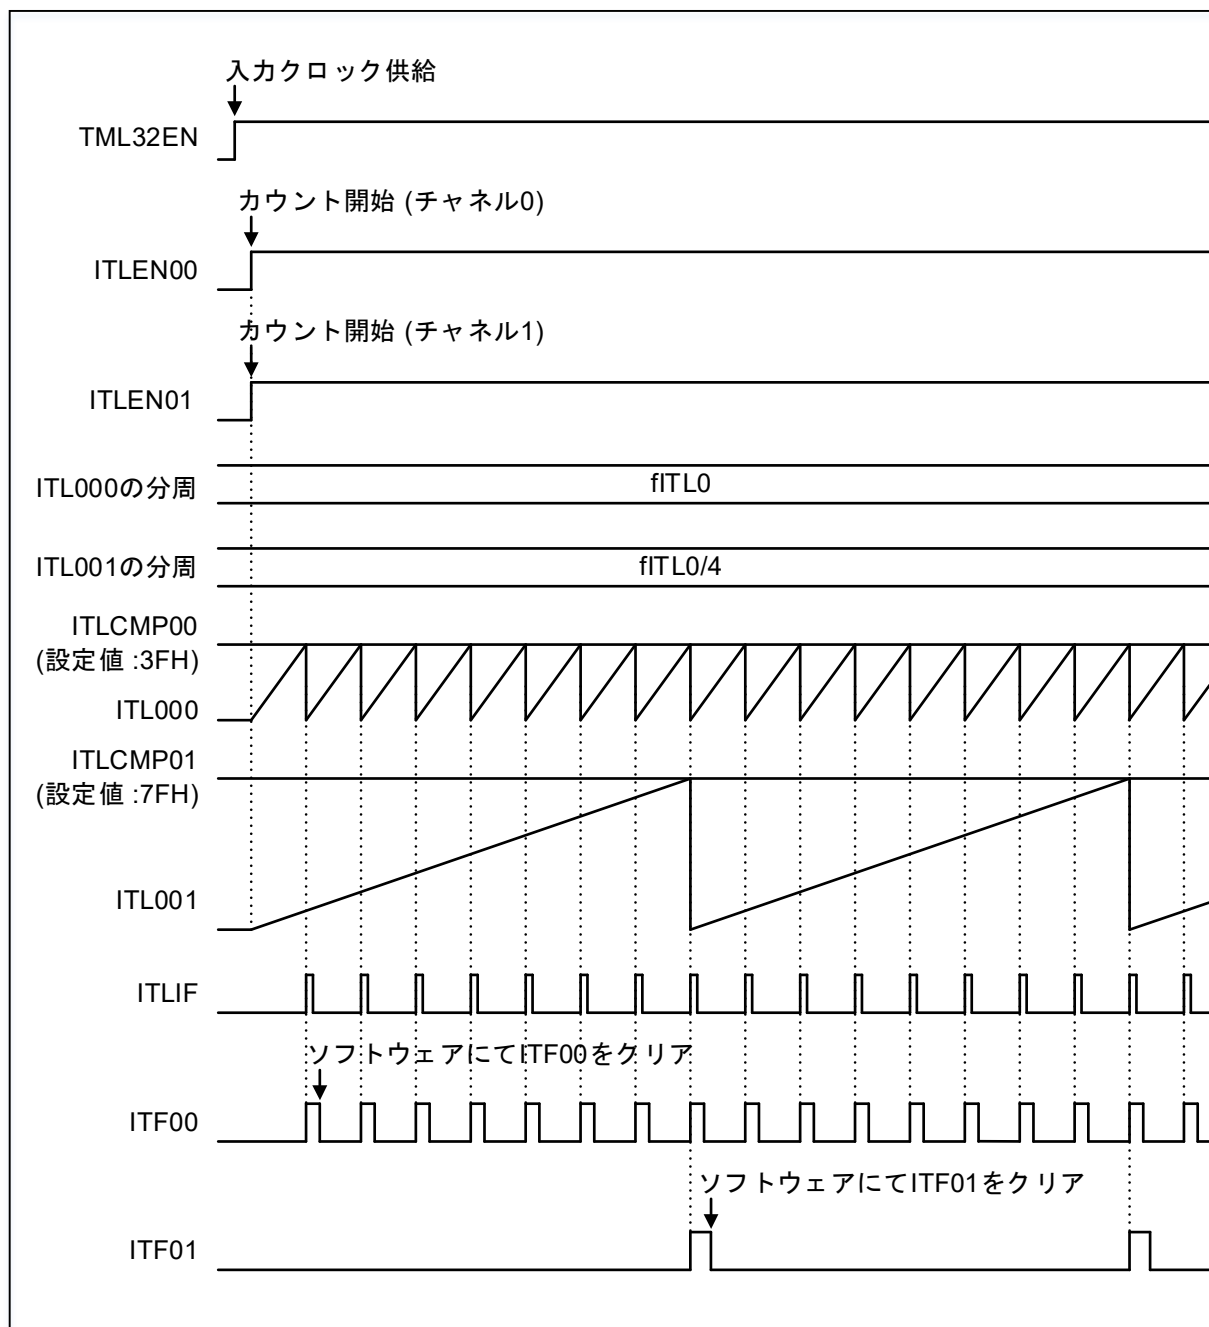 入力クロック供給
TML32EN
カウント開始 (チャネル0)
ITLEN00
カウント開始 (チャネル1)
ITLEN01
ITL000の分周
fITL0
ITL001の分周
fITL0/4
ITLCMP00
(設定値 :3FH)
ITL000
ITLCMP01
(設定値 :7FH)
ITL001
ITLIF
ソフトウェアにてITF00をクリア
ITF00
ソフトウェアにてITF01をクリア
ITF01